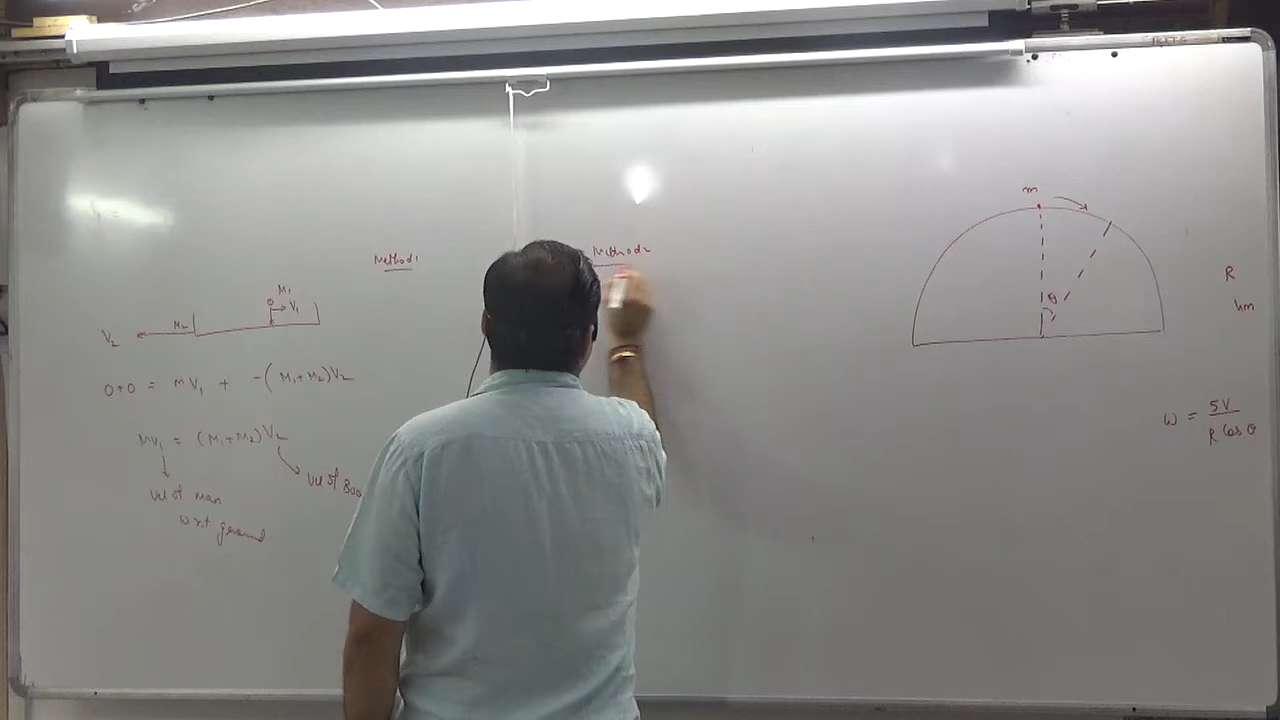 Method1
Method2
M1
V1
M2
V2
0+0 = MV1 + -(M1+M2)V2
MV1 = (M1+M2)V2
vel of man
w.r.t ground
vel of Boa
m
θ
R
ω = 5V / R Cos θ